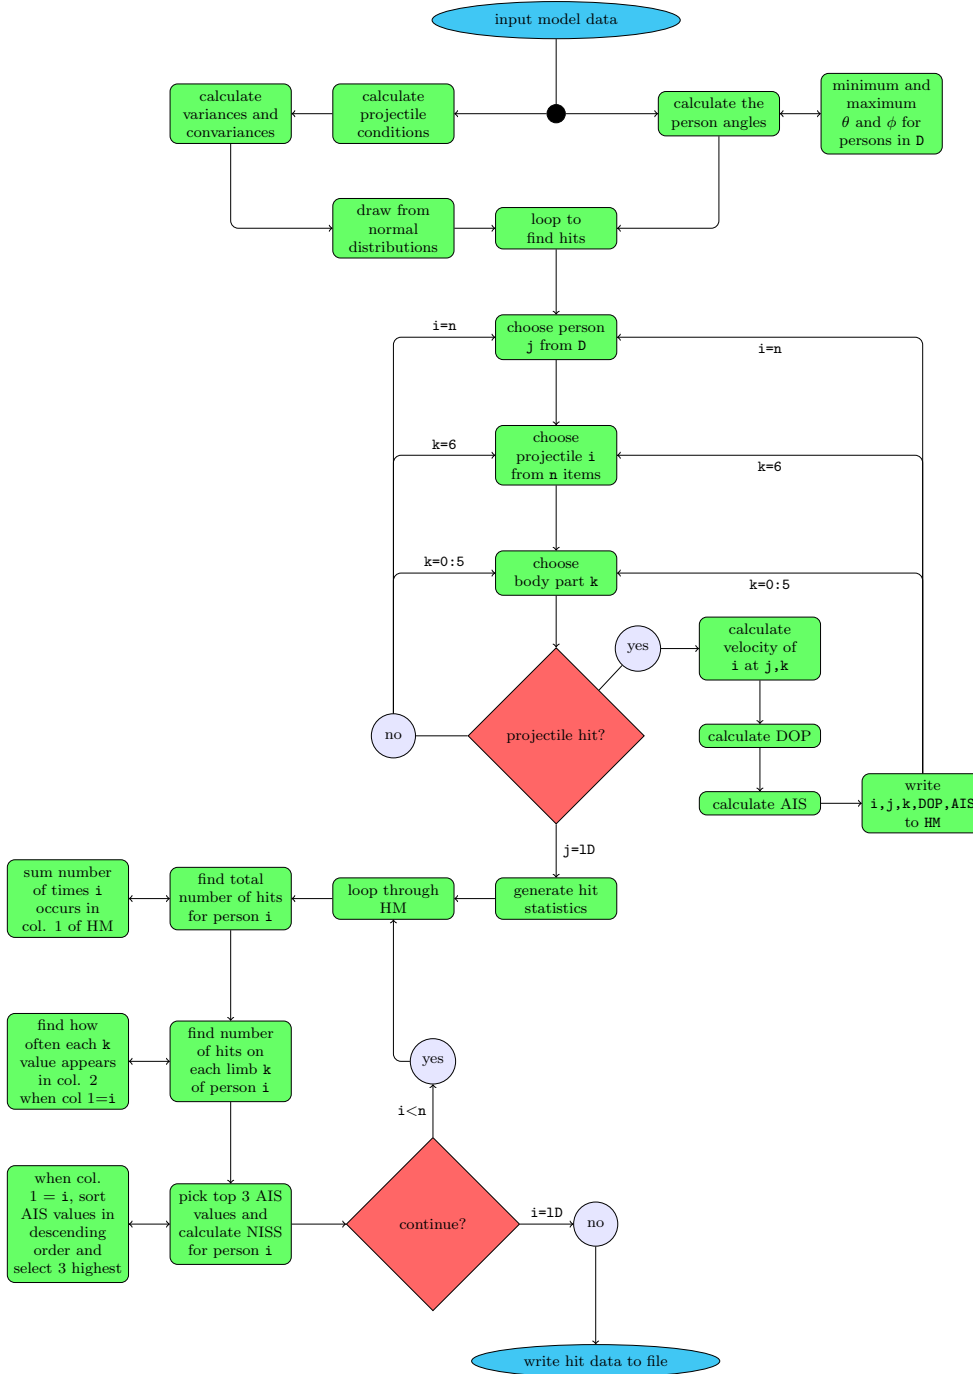 input model data
calculate
variances and
convariances
calculate
projectile
conditions
calculate the
person angles
minimum and
maximum
θ and ϕ for
persons in D
draw from
normal
distributions
loop to
find hits
i=n
choose person
j from D
i=n
k=6
choose
projectile i
from n items
k=6
k=0:5
choose
body part k
k=0:5
yes
calculate
velocity of
i at j,k
no
projectile hit?
calculate DOP
calculate AIS
write
i,j,k,DOP,AIS
to HM
j=lD
sum number
of times i
occurs in
col. 1 of HM
find total
number of hits
for person i
loop through
HM
generate hit
statistics
find how
often each k
value appears
in col. 2
when col 1=i
find number
of hits on
each limb k
of person i
yes
i<n
when col.
1 = i, sort
AIS values in
descending
order and
select 3 highest
pick top 3 AIS
values and
calculate NISS
for person i
continue?
i=lD
no
write hit data to file